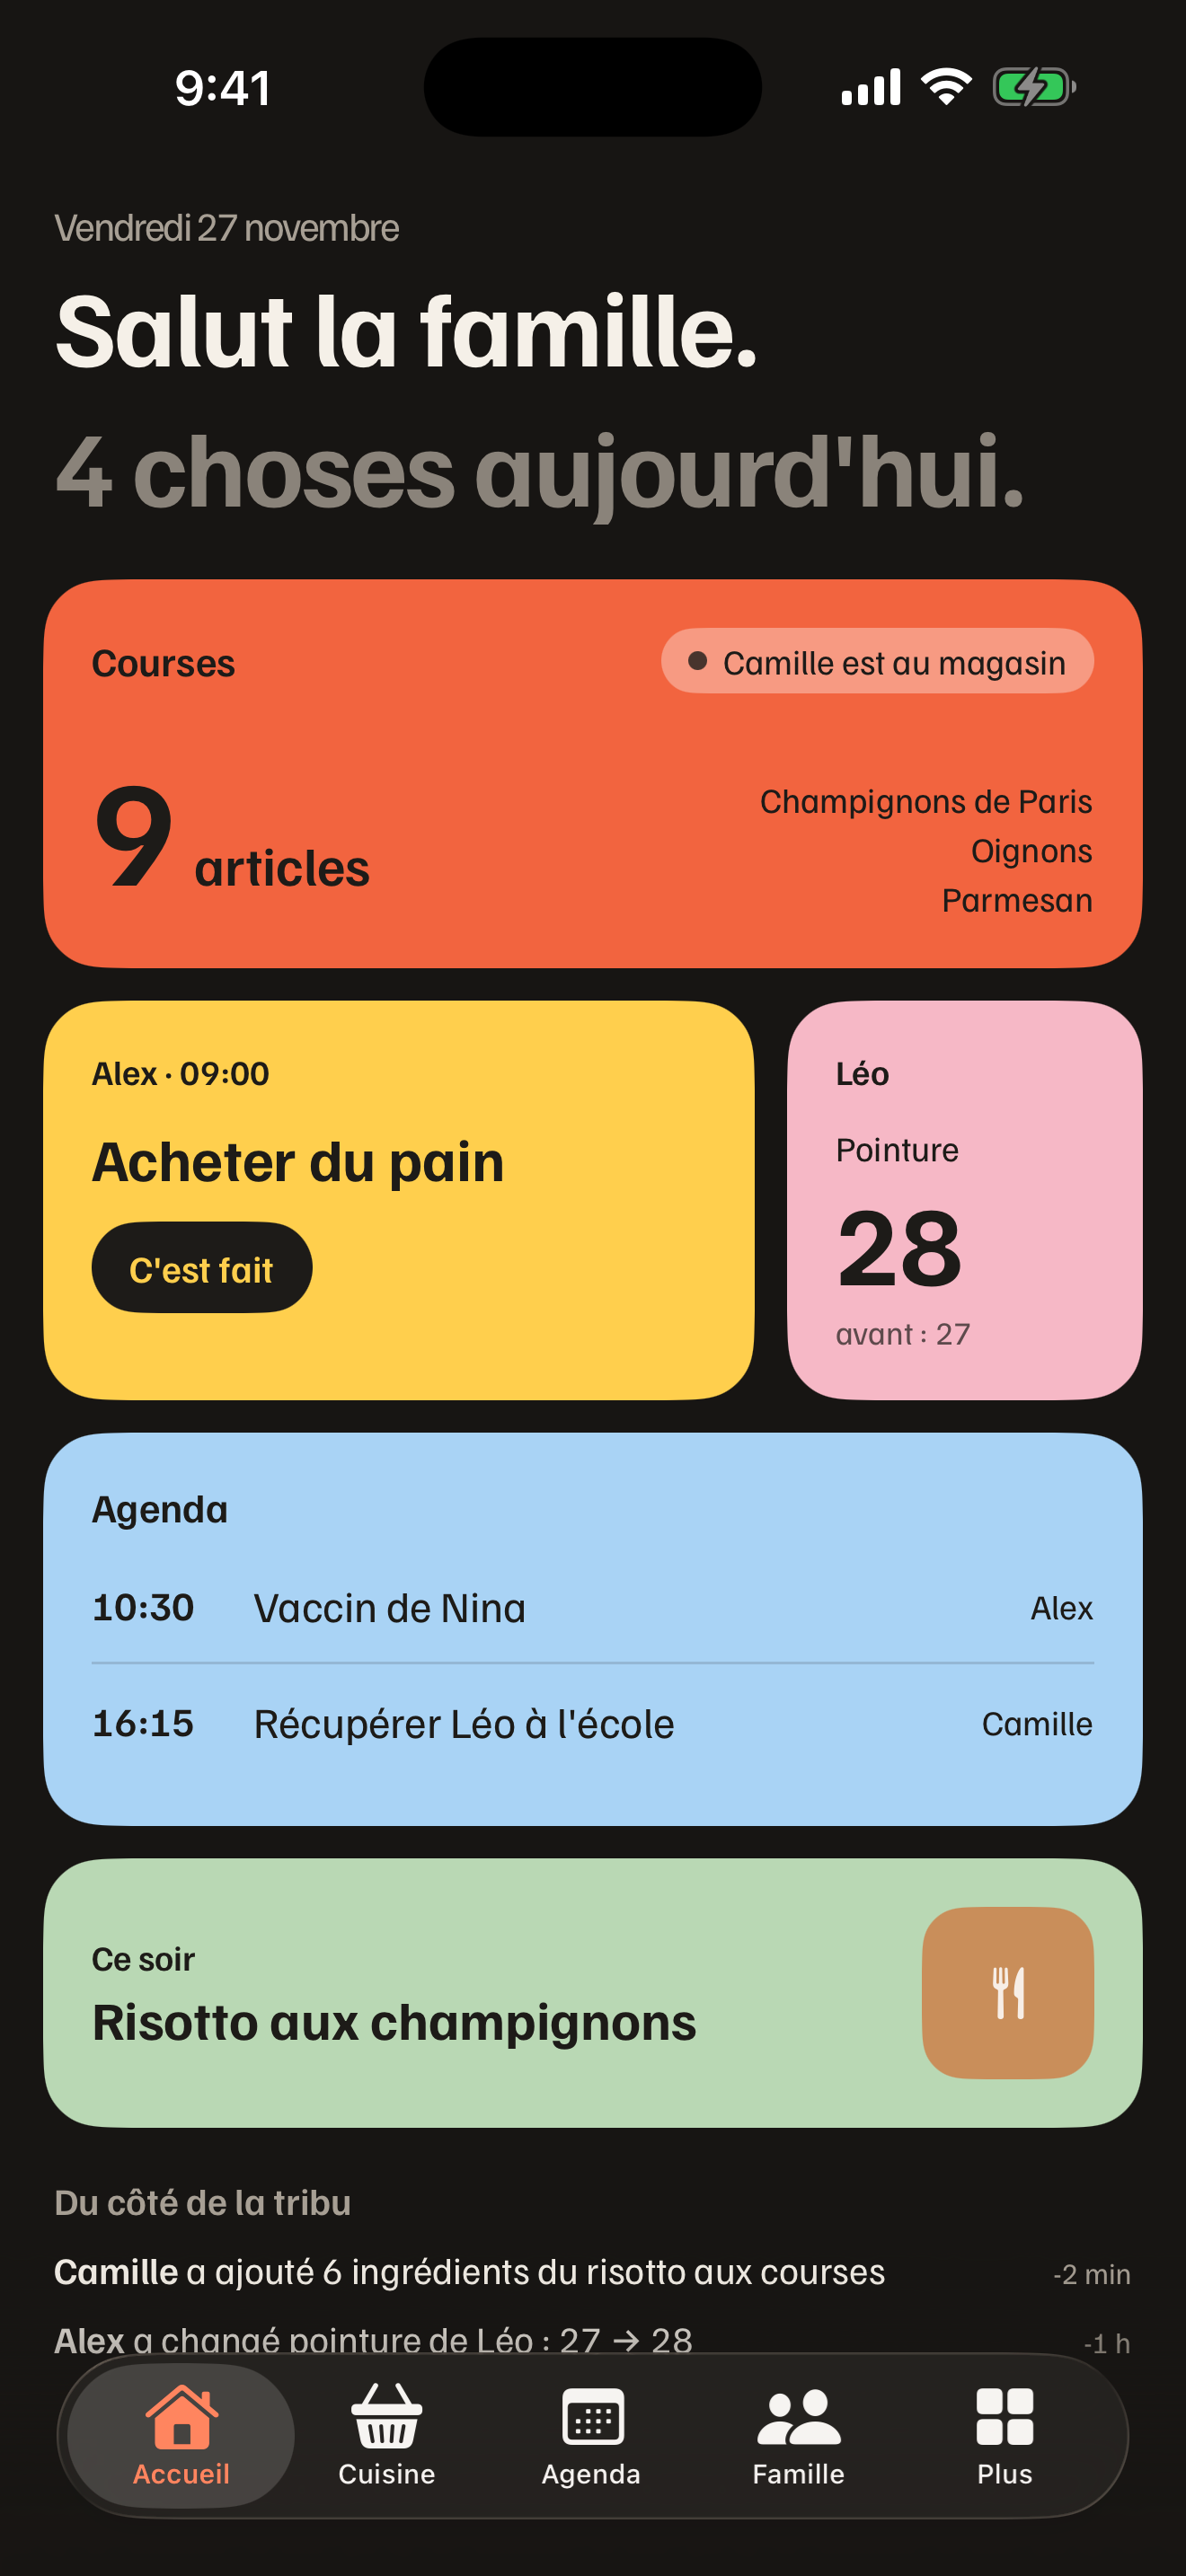 9:41
Vendredi 27 novembre
Salut la famille.
4 choses aujourd'hui.
Courses
Camille est au magasin
9 articles
Champignons de Paris
Oignons
Parmesan
Alex · 09:00
Acheter du pain
C'est fait
Léo
Pointure
28
avant : 27
Agenda
10:30 Vaccin de Nina Alex
16:15 Récupérer Léo à l'école Camille
Ce soir
Risotto aux champignons
Du côté de la tribu
Camille a ajouté 6 ingrédients du risotto aux courses -2 min
Alex a changé pointure de Léo : 27 → 28 -1 h
Accueil Cuisine Agenda Famille Plus